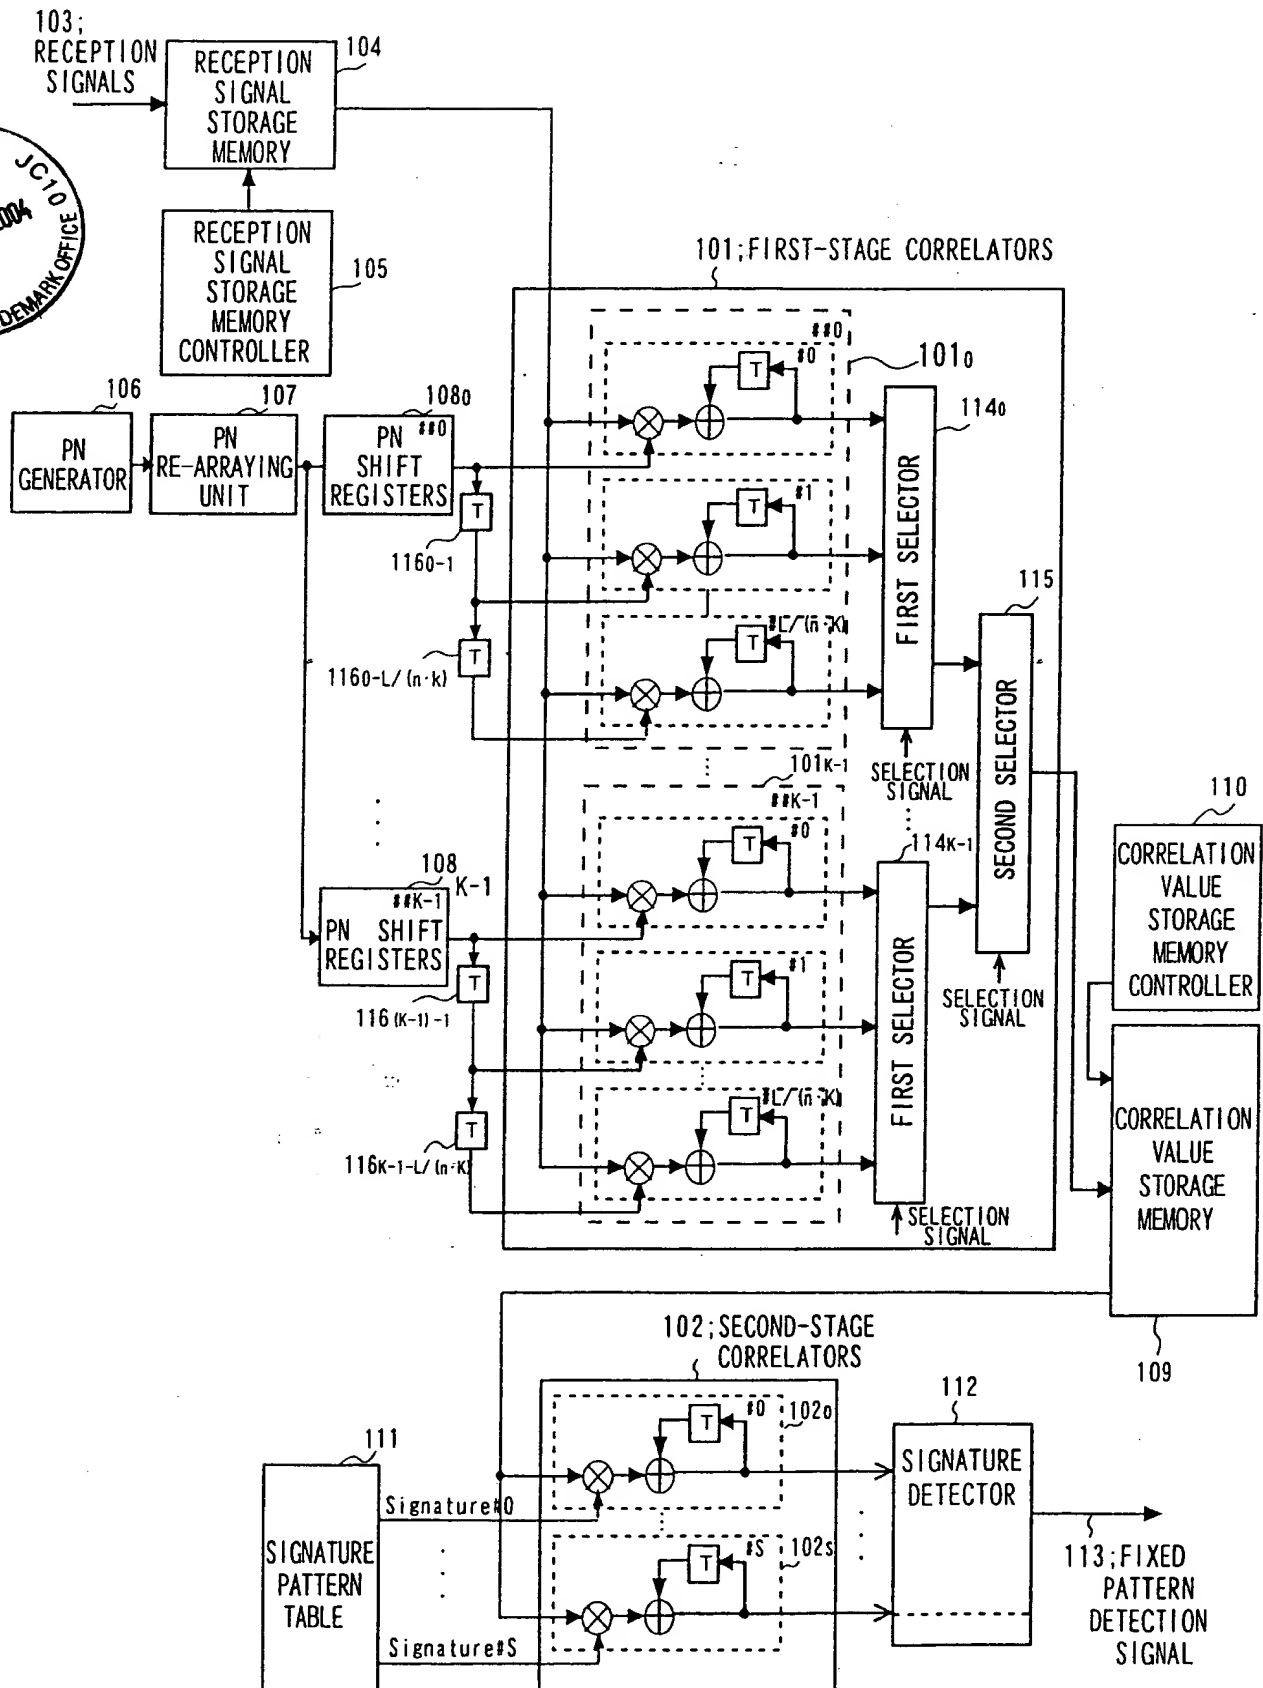 103;
RECEPTION
SIGNALS
104
RECEPTION
SIGNAL
STORAGE
MEMORY
JC10
2004
DEMARK OFFICE
RECEPTION
SIGNAL
STORAGE
MEMORY
CONTROLLER
105
101;FIRST-STAGE CORRELATORS
##0
#0
T
101₀
114₀
106
PN
GENERATOR
107
PN
RE-ARRAYING
UNIT
108₀
##0
PN
SHIFT
REGISTERS
T
116₀-1
#1
T
FIRST SELECTOR
T
116₀-L/(n·k)
#L/(n·K)
T
115
SECOND SELECTOR
SELECTION
SIGNAL
101K-1
##K-1
#0
T
114K-1
108
K-1
##K-1
PN SHIFT
REGISTERS
T
116(K-1)-1
#1
T
FIRST SELECTOR
SELECTION
SIGNAL
T
116K-1-L/(n·K)
#L/(n·K)
T
SELECTION
SIGNAL
110
CORRELATION
VALUE
STORAGE
MEMORY
CONTROLLER
CORRELATION
VALUE
STORAGE
MEMORY
109
102;SECOND-STAGE
CORRELATORS
111
SIGNATURE
PATTERN
TABLE
Signature#0
Signature#S
#0
T
102₀
#S
T
102s
112
SIGNATURE
DETECTOR
113;FIXED
PATTERN
DETECTION
SIGNAL